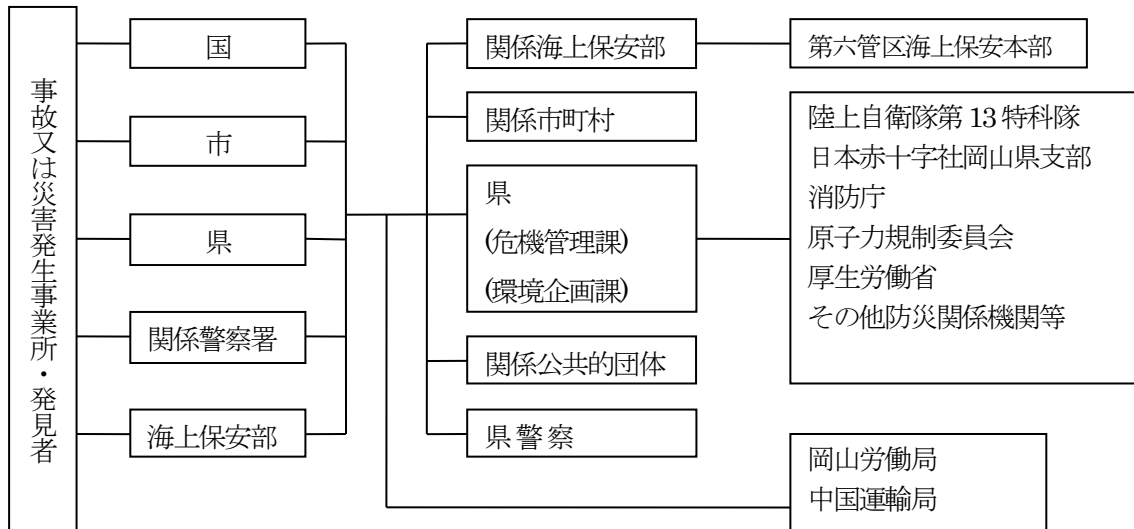 事故又は災害発生事業所・発見者
国
市
県
関係警察署
海上保安部
関係海上保安部
関係市町村
県
(危機管理課)
(環境企画課)
関係公共的団体
県 警 察
第六管区海上保安本部
陸上自衛隊第 13 特科隊
日本赤十字社岡山県支部
消防庁
原子力規制委員会
厚生労働省
その他防災関係機関等
岡山労働局
中国運輸局